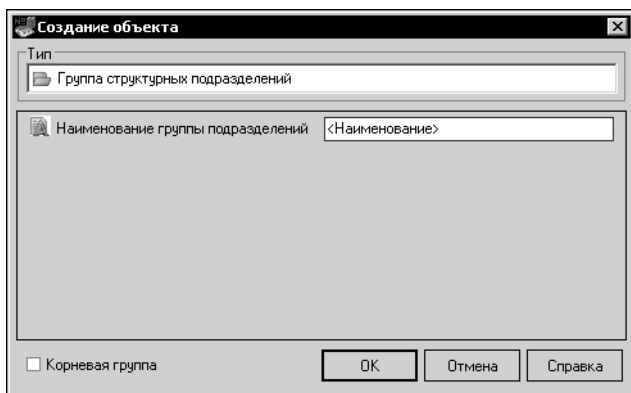 Создание объекта
Тип
Группа структурных подразделений
Наименование группы подразделений <Наименование>
Корневая группа OK Отмена Справка